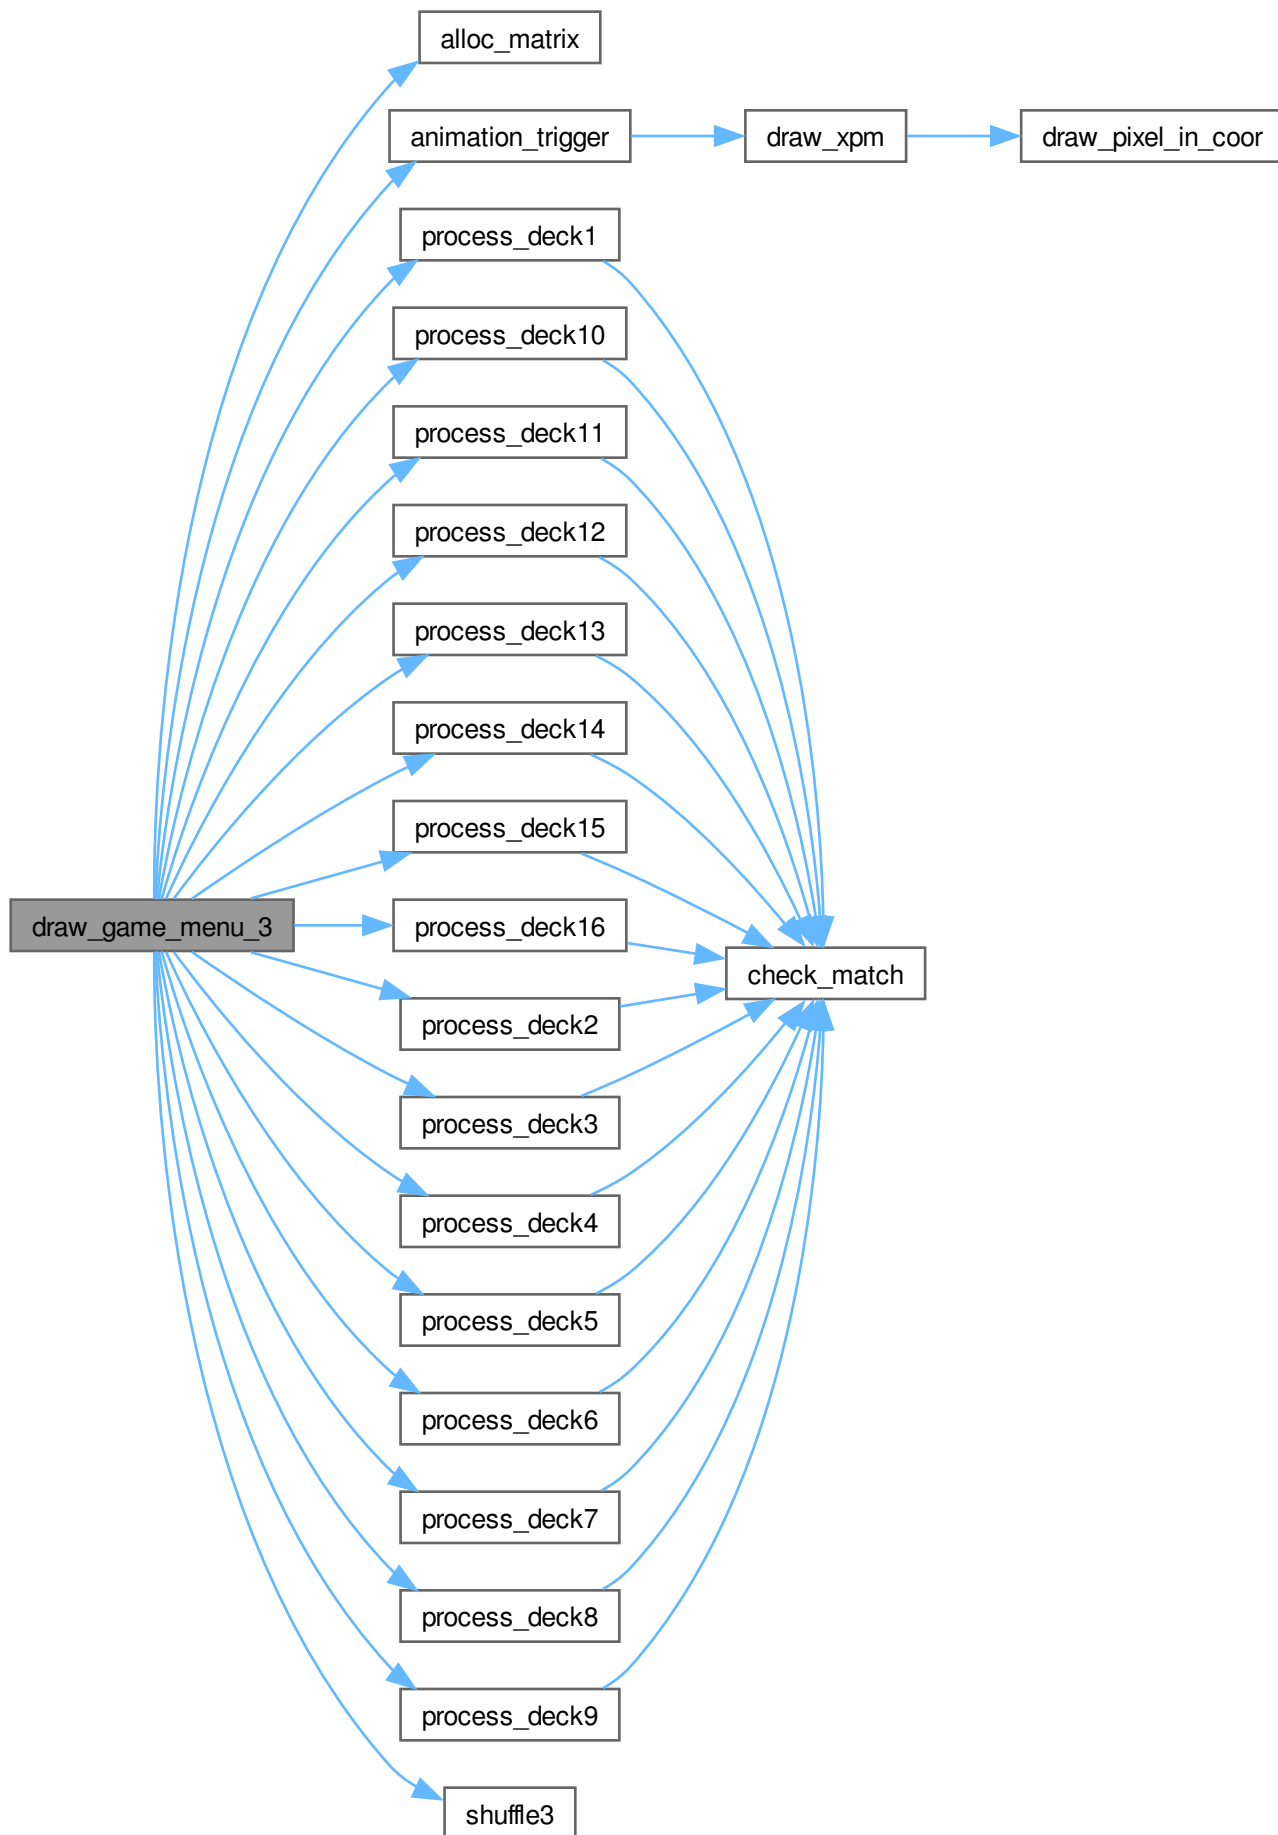 alloc_matrix
animation_trigger
draw_xpm
draw_pixel_in_coor
process_deck1
process_deck10
process_deck11
process_deck12
process_deck13
process_deck14
process_deck15
draw_game_menu_3
process_deck16
check_match
process_deck2
process_deck3
process_deck4
process_deck5
process_deck6
process_deck7
process_deck8
process_deck9
shuffle3